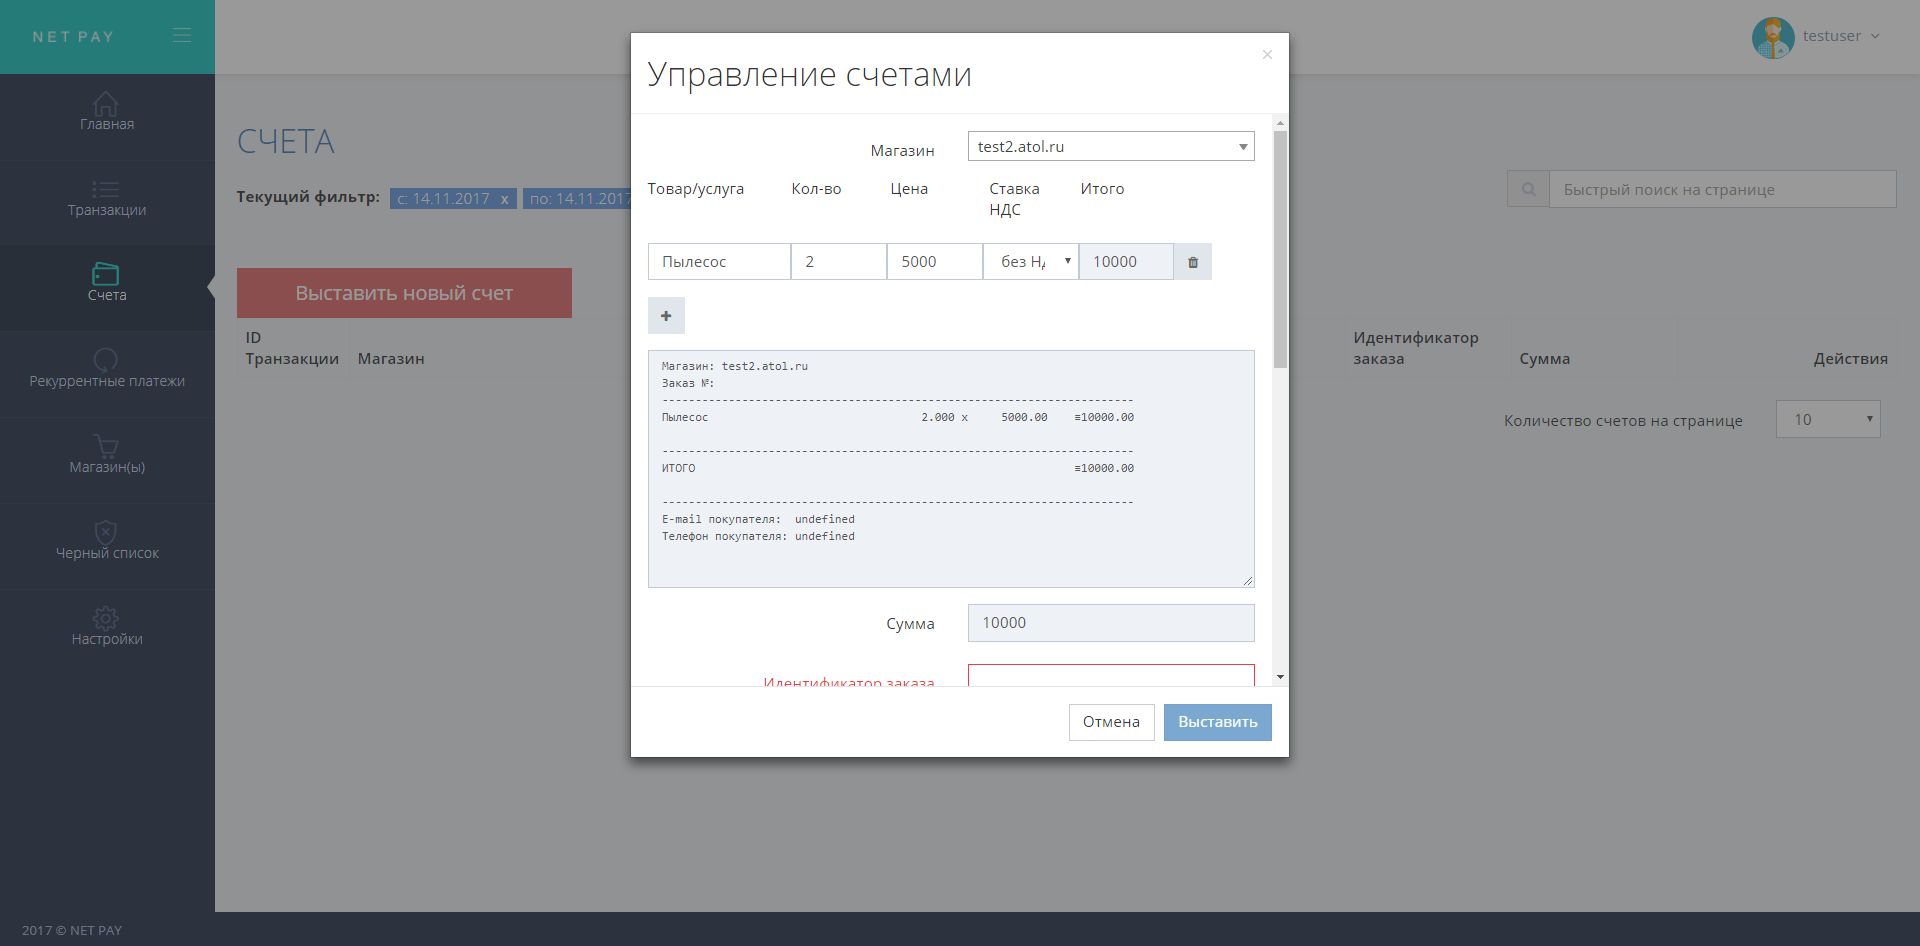 NET PAY
testuser
Главная
Транзакции
Счета
Рекуррентные платежи
Магазин(ы)
Черный список
Настройки
2017 © NET PAY
СЧЕТА
Текущий фильтр: с: 14.11.2017 x по: 14.11.2017
Быстрый поиск на странице
Выставить новый счет
ID Транзакции
Магазин
Идентификатор заказа
Сумма
Действия
Количество счетов на странице 10
Управление счетами
×
Магазин test2.atol.ru
Товар/услуга Кол-во Цена Ставка НДС Итого
Пылесос 2 5000 без НД 10000
+
Магазин: test2.atol.ru
Заказ №:
-----------------------------------------------------------------------
Пылесос 2.000 x 5000.00 ≡10000.00
-----------------------------------------------------------------------
ИТОГО ≡10000.00
-----------------------------------------------------------------------
E-mail покупателя: undefined
Телефон покупателя: undefined
Сумма 10000
Идентификатор заказа
Отмена Выставить